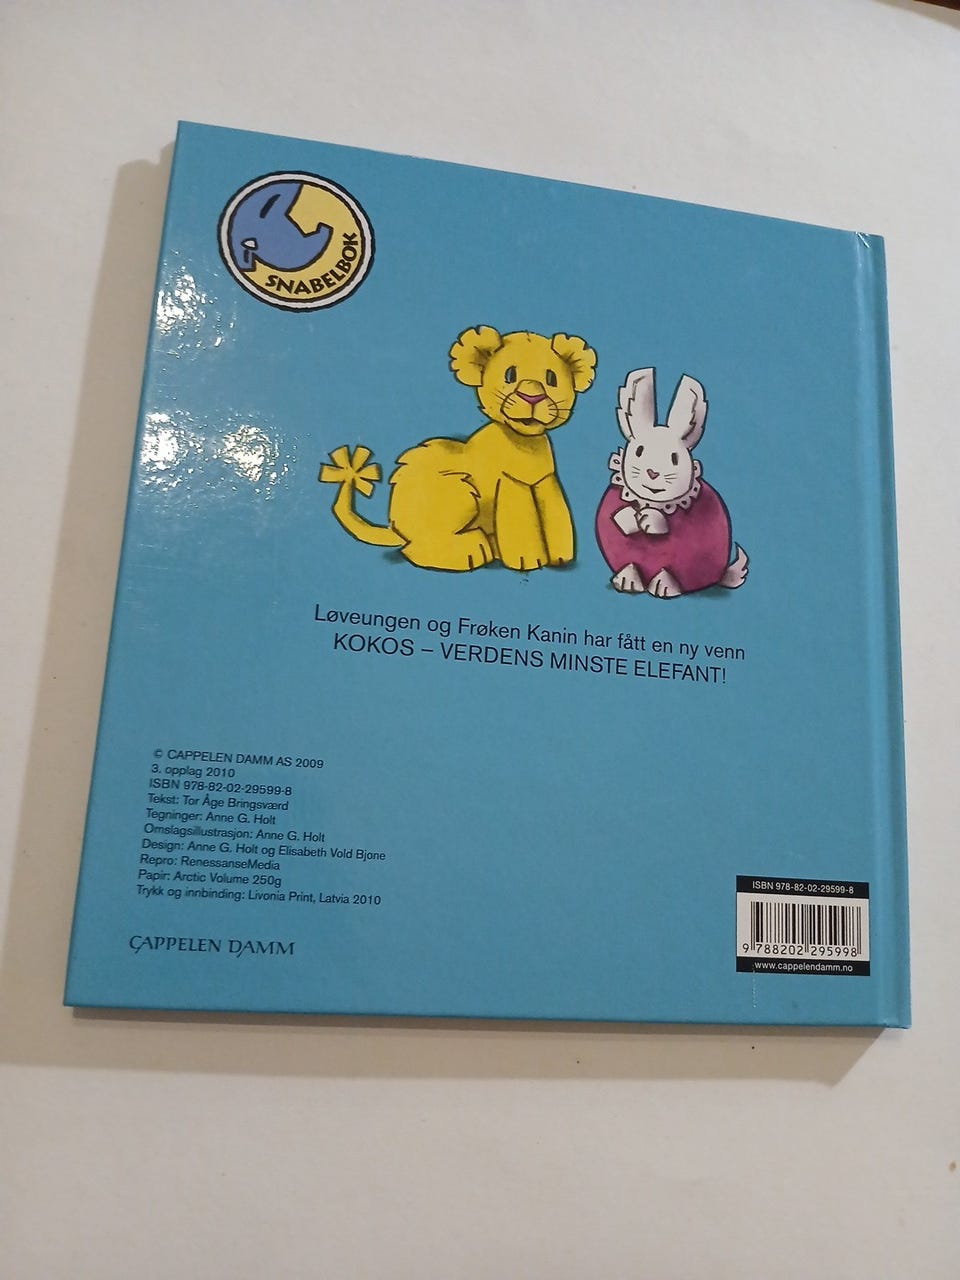 SNABELBOK
Løveungen og Frøken Kanin har fått en ny venn
KOKOS – VERDENS MINSTE ELEFANT!
© CAPPELEN DAMM AS 2009
3. opplag 2010
ISBN 978-82-02-29599-8
Tekst: Tor Åge Bringsværd
Tegninger: Anne G. Holt
Omslagsillustrasjon: Anne G. Holt
Design: Anne G. Holt og Elisabeth Vold Bjone
Repro: RenessanseMedia
Papir: Arctic Volume 250g
Trykk og innbinding: Livonia Print, Latvia 2010
CAPPELEN DAMM
ISBN 978-82-02-29599-8
9 788202 295998
www.cappelendamm.no